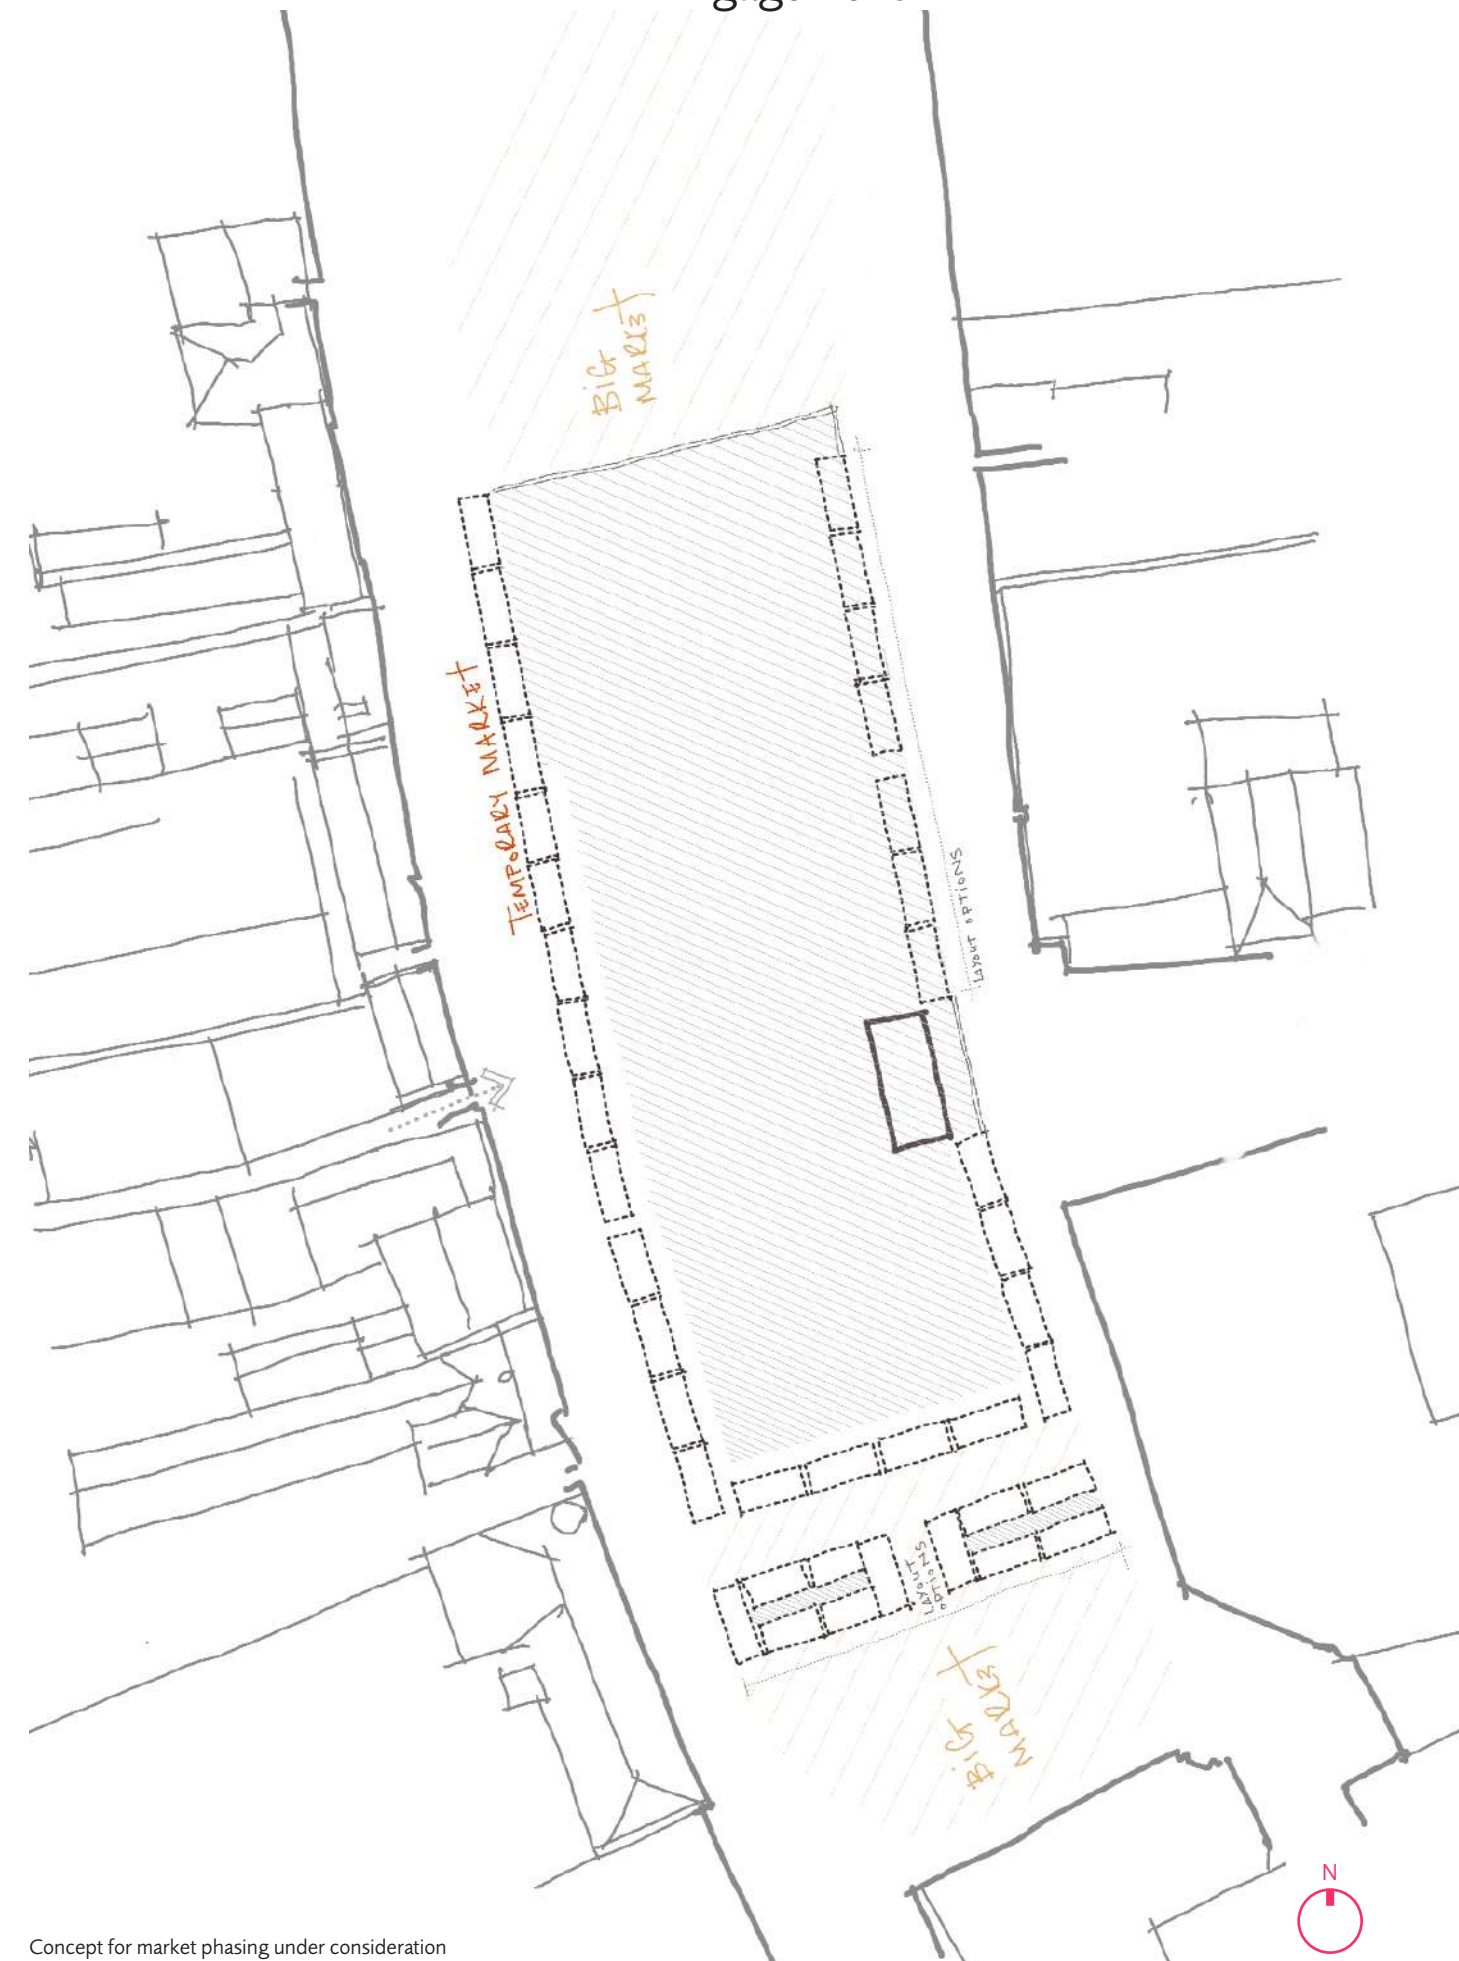 BIG
MARKET
TEMPORARY MARKET
LAYOUT OPTIONS
LAYOUT
OPTIONS
BIG
MARKET
N
Concept for market phasing under consideration